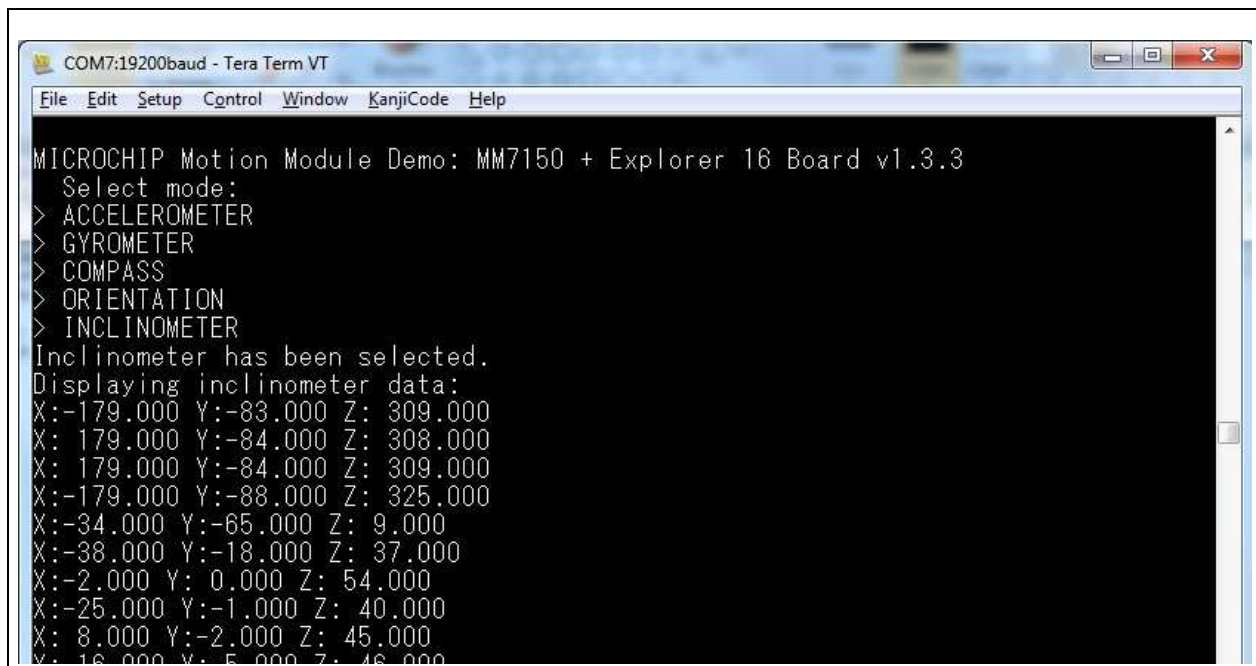 COM7:19200baud - Tera Term VT
File Edit Setup Control Window KanjiCode Help
MICROCHIP Motion Module Demo: MM7150 + Explorer 16 Board v1.3.3
Select mode:
> ACCELEROMETER
> GYROMETER
> COMPASS
> ORIENTATION
> INCLINOMETER
Inclinometer has been selected.
Displaying inclinometer data:
X:-179.000 Y:-83.000 Z: 309.000
X: 179.000 Y:-84.000 Z: 308.000
X: 179.000 Y:-84.000 Z: 309.000
X:-179.000 Y:-88.000 Z: 325.000
X:-34.000 Y:-65.000 Z: 9.000
X:-38.000 Y:-18.000 Z: 37.000
X:-2.000 Y: 0.000 Z: 54.000
X:-25.000 Y:-1.000 Z: 40.000
X: 8.000 Y:-2.000 Z: 45.000